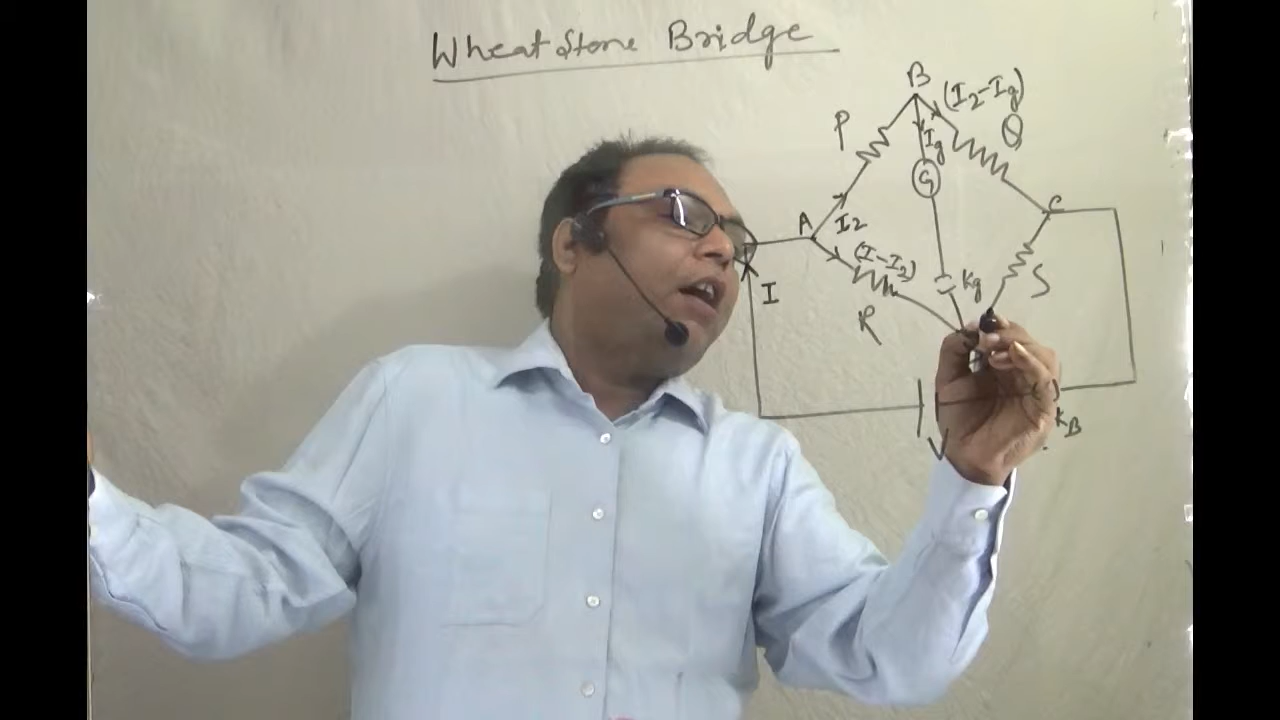 WheatStone Bridge
B
(I2-Ig)
P
Q
Ig
G
A
I2
C
(I-I2)
Kg
S
I
R
KB
V